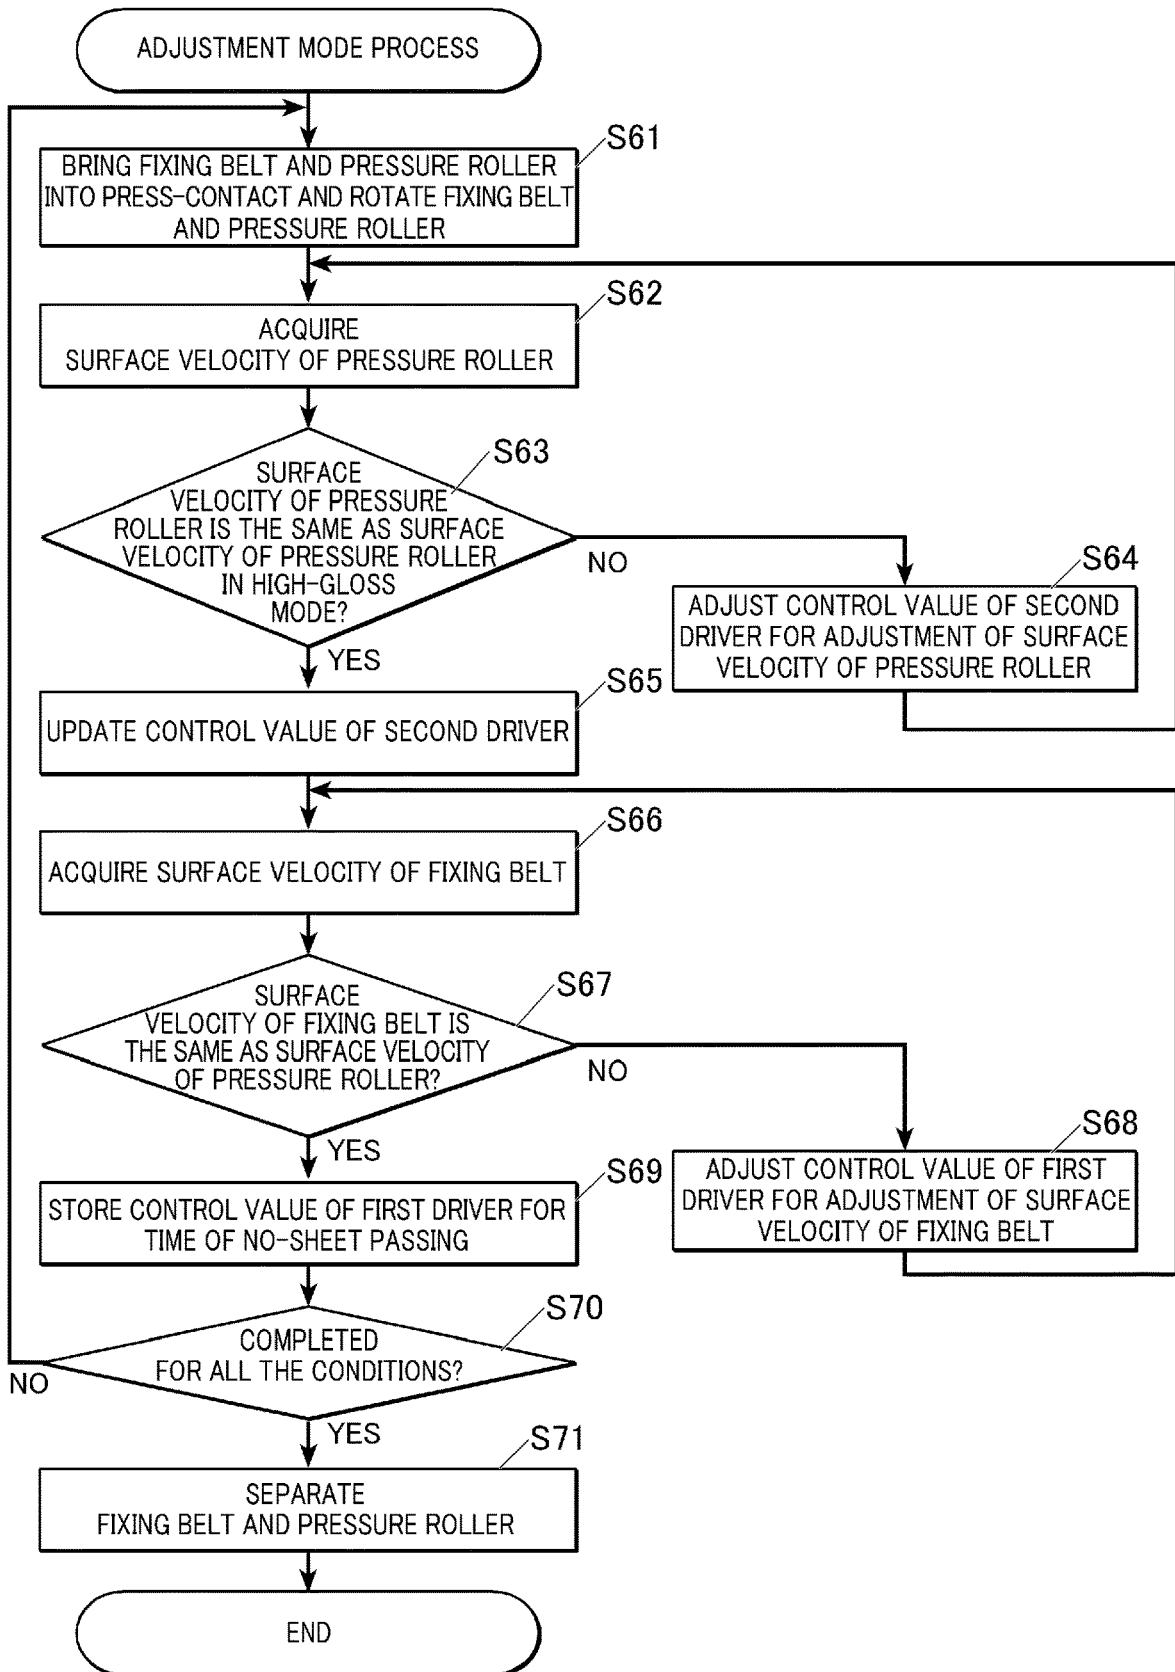 ADJUSTMENT MODE PROCESS
S61
BRING FIXING BELT AND PRESSURE ROLLER
INTO PRESS-CONTACT AND ROTATE FIXING BELT
AND PRESSURE ROLLER
S62
ACQUIRE
SURFACE VELOCITY OF PRESSURE ROLLER
S63
SURFACE
VELOCITY OF PRESSURE
ROLLER IS THE SAME AS SURFACE
VELOCITY OF PRESSURE ROLLER
IN HIGH-GLOSS
MODE?
NO
YES
S64
ADJUST CONTROL VALUE OF SECOND
DRIVER FOR ADJUSTMENT OF SURFACE
VELOCITY OF PRESSURE ROLLER
S65
UPDATE CONTROL VALUE OF SECOND DRIVER
S66
ACQUIRE SURFACE VELOCITY OF FIXING BELT
S67
SURFACE
VELOCITY OF FIXING BELT IS
THE SAME AS SURFACE VELOCITY
OF PRESSURE ROLLER?
NO
YES
S68
ADJUST CONTROL VALUE OF FIRST
DRIVER FOR ADJUSTMENT OF SURFACE
VELOCITY OF FIXING BELT
S69
STORE CONTROL VALUE OF FIRST DRIVER FOR
TIME OF NO-SHEET PASSING
S70
COMPLETED
FOR ALL THE CONDITIONS?
NO
YES
S71
SEPARATE
FIXING BELT AND PRESSURE ROLLER
END